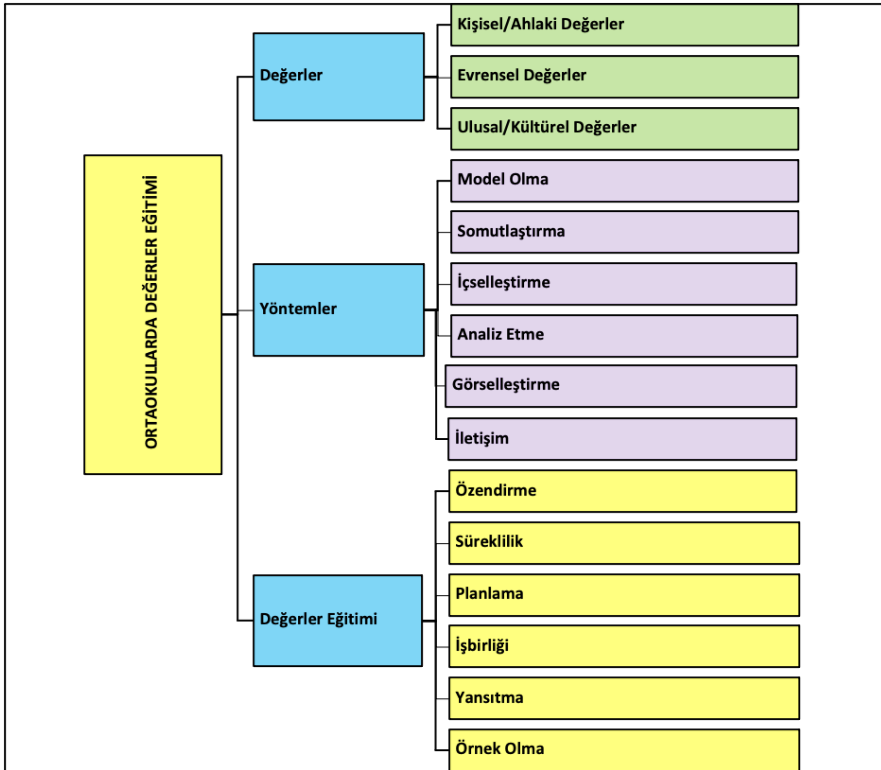 ORTAOKULLARDA DEĞERLER EĞİTİMİ
Değerler
Kişisel/Ahlaki Değerler
Evrensel Değerler
Ulusal/Kültürel Değerler
Yöntemler
Model Olma
Somutlaştırma
İçselleştirme
Analiz Etme
Görselleştirme
İletişim
Değerler Eğitimi
Özendirme
Süreklilik
Planlama
İşbirliği
Yansıtma
Örnek Olma